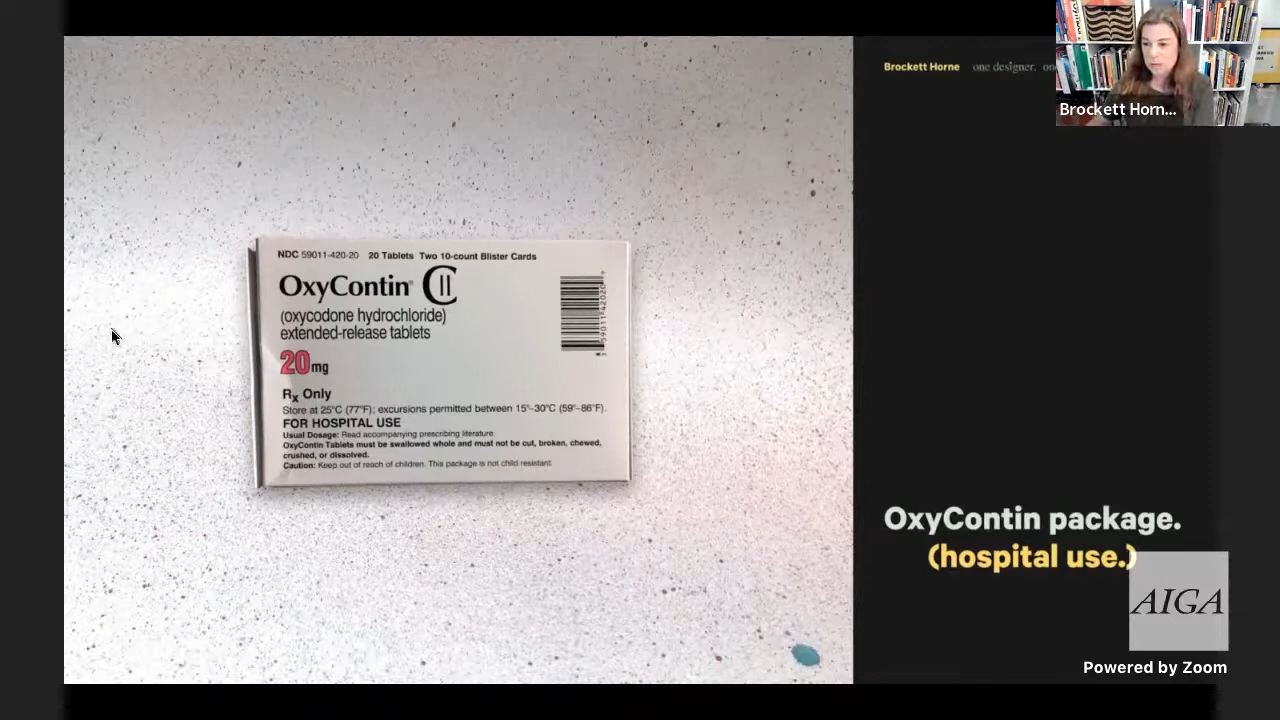 Brockett Horne one designer.
Brockett Horn...
NDC 59011-420-20 20 Tablets Two 10-count Blister Cards
OxyContin® CII
(oxycodone hydrochloride)
extended-release tablets
20mg
Rx Only
Store at 25°C (77°F); excursions permitted between 15°–30°C (59°–86°F).
FOR HOSPITAL USE
Usual Dosage: Read accompanying prescribing literature.
OxyContin Tablets must be swallowed whole and must not be cut, broken, chewed,
crushed, or dissolved.
Caution: Keep out of reach of children. This package is not child resistant.
OxyContin package.
(hospital use.)
AIGA
Powered by Zoom